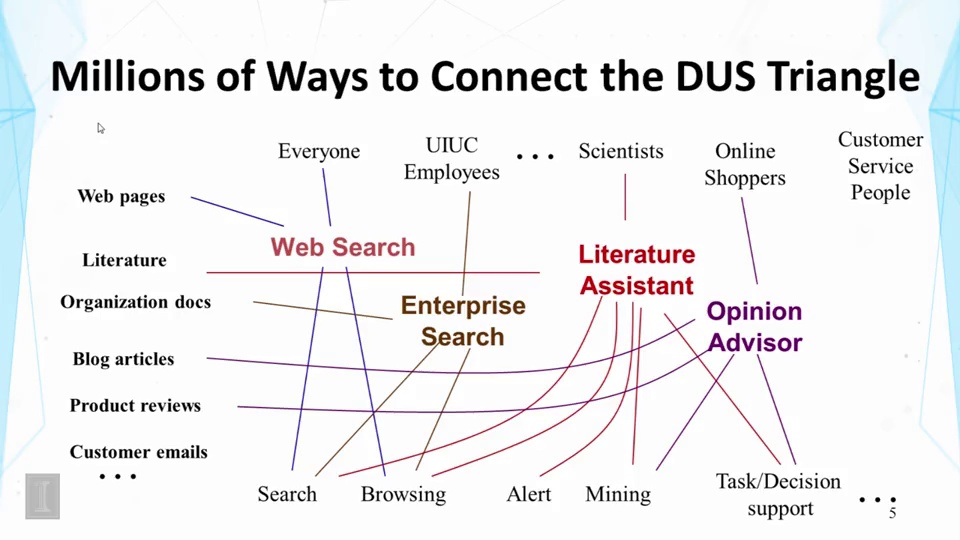 Millions of Ways to Connect the DUS Triangle
Everyone
UIUC
Employees
...
Scientists
Online
Shoppers
Customer
Service
People
Web pages
Web Search
Literature
Literature
Assistant
Organization docs
Enterprise
Search
Opinion
Advisor
Blog articles
Product reviews
Customer emails
...
Search
Browsing
Alert
Mining
Task/Decision
support
...
5
I